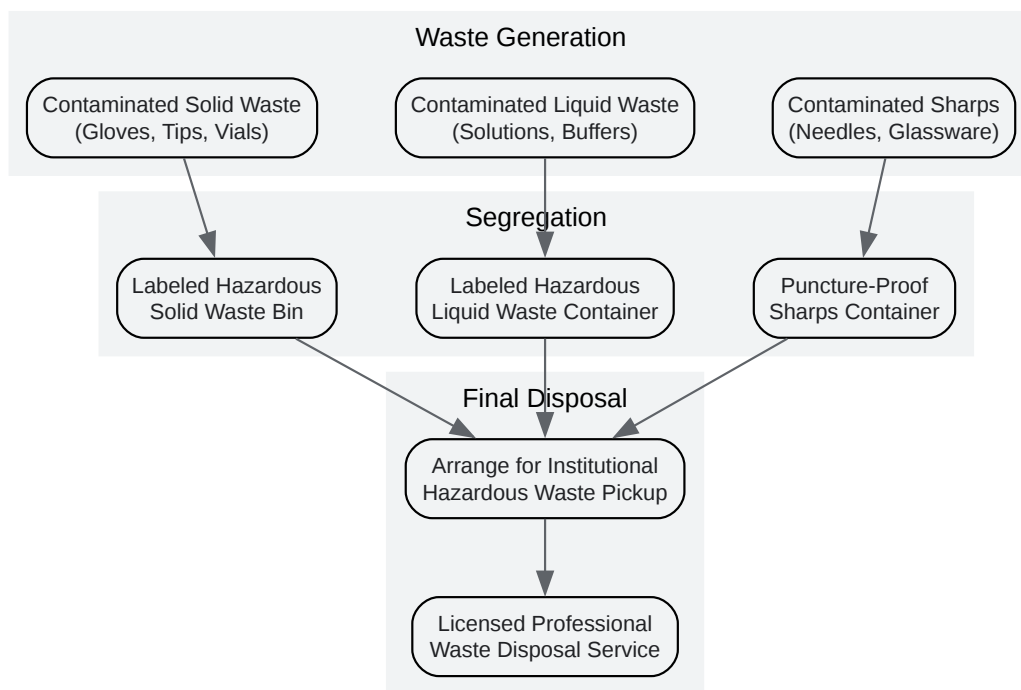 Waste Generation
Contaminated Solid Waste
(Gloves, Tips, Vials)
Contaminated Liquid Waste
(Solutions, Buffers)
Contaminated Sharps
(Needles, Glassware)
Segregation
Labeled Hazardous
Solid Waste Bin
Labeled Hazardous
Liquid Waste Container
Puncture-Proof
Sharps Container
Final Disposal
Arrange for Institutional
Hazardous Waste Pickup
Licensed Professional
Waste Disposal Service